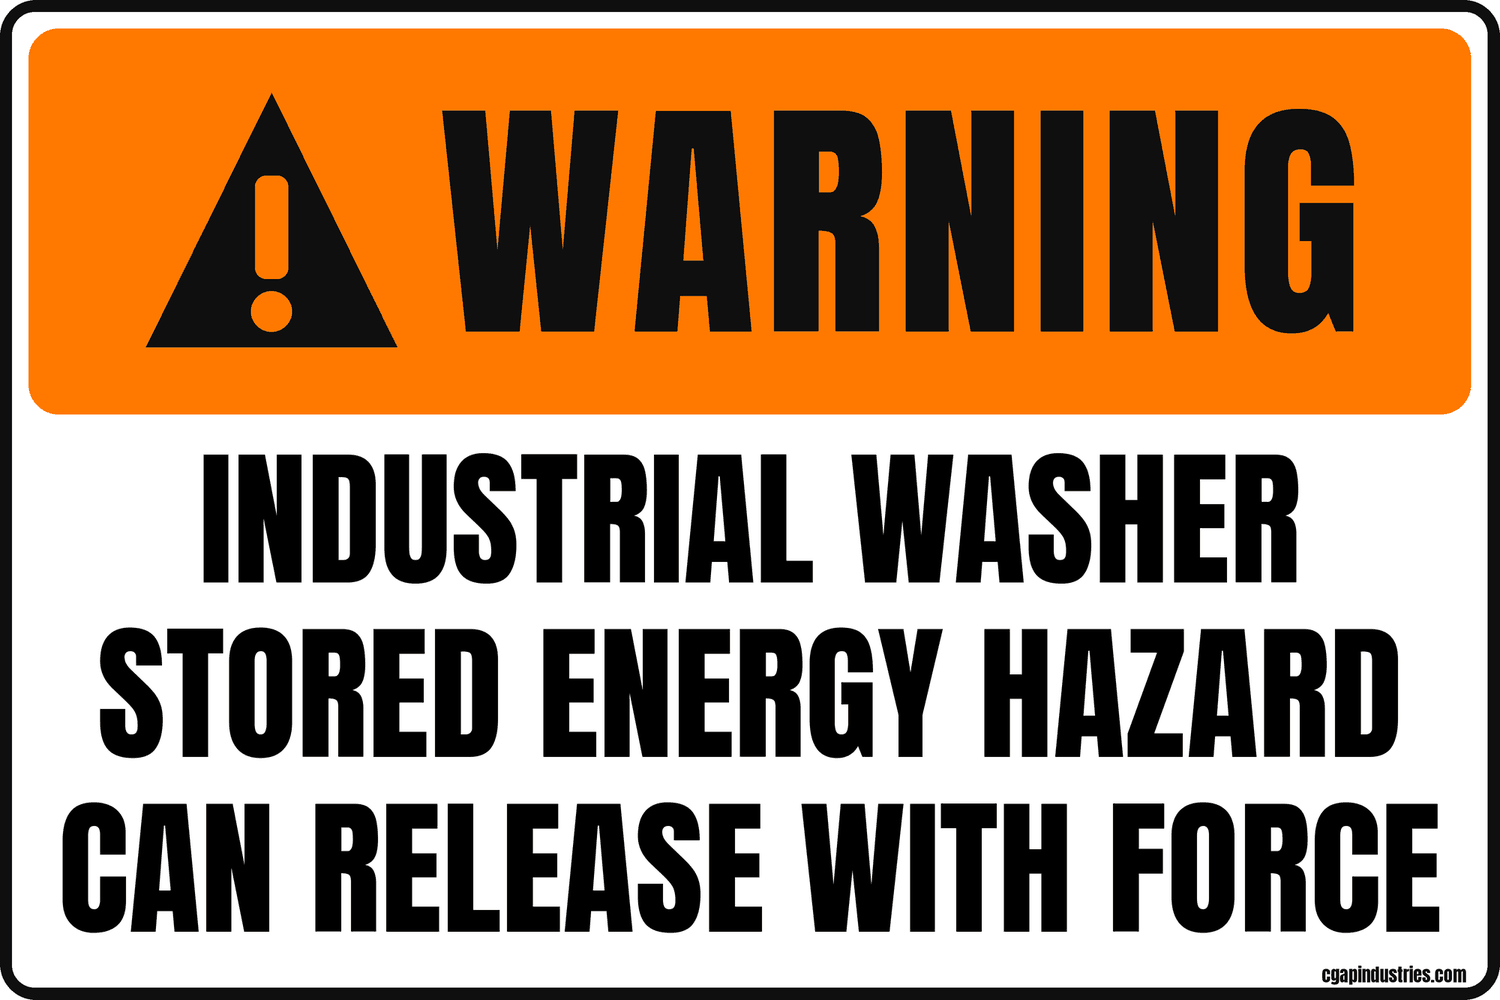 WARNING
INDUSTRIAL WASHER
STORED ENERGY HAZARD
CAN RELEASE WITH FORCE
cgapindustries.com